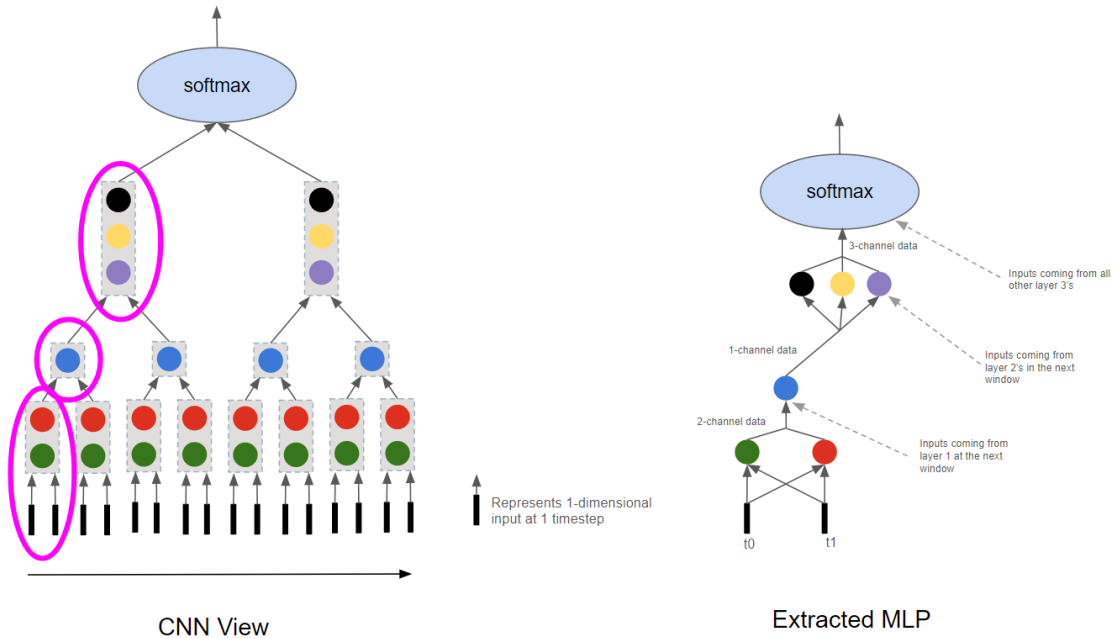 softmax
Represents 1-dimensional
input at 1 timestep
CNN View
softmax
3-channel data
Inputs coming from all
other layer 3's
1-channel data
Inputs coming from
layer 2's in the next
window
2-channel data
Inputs coming from
layer 1 at the next
window
t0
t1
Extracted MLP